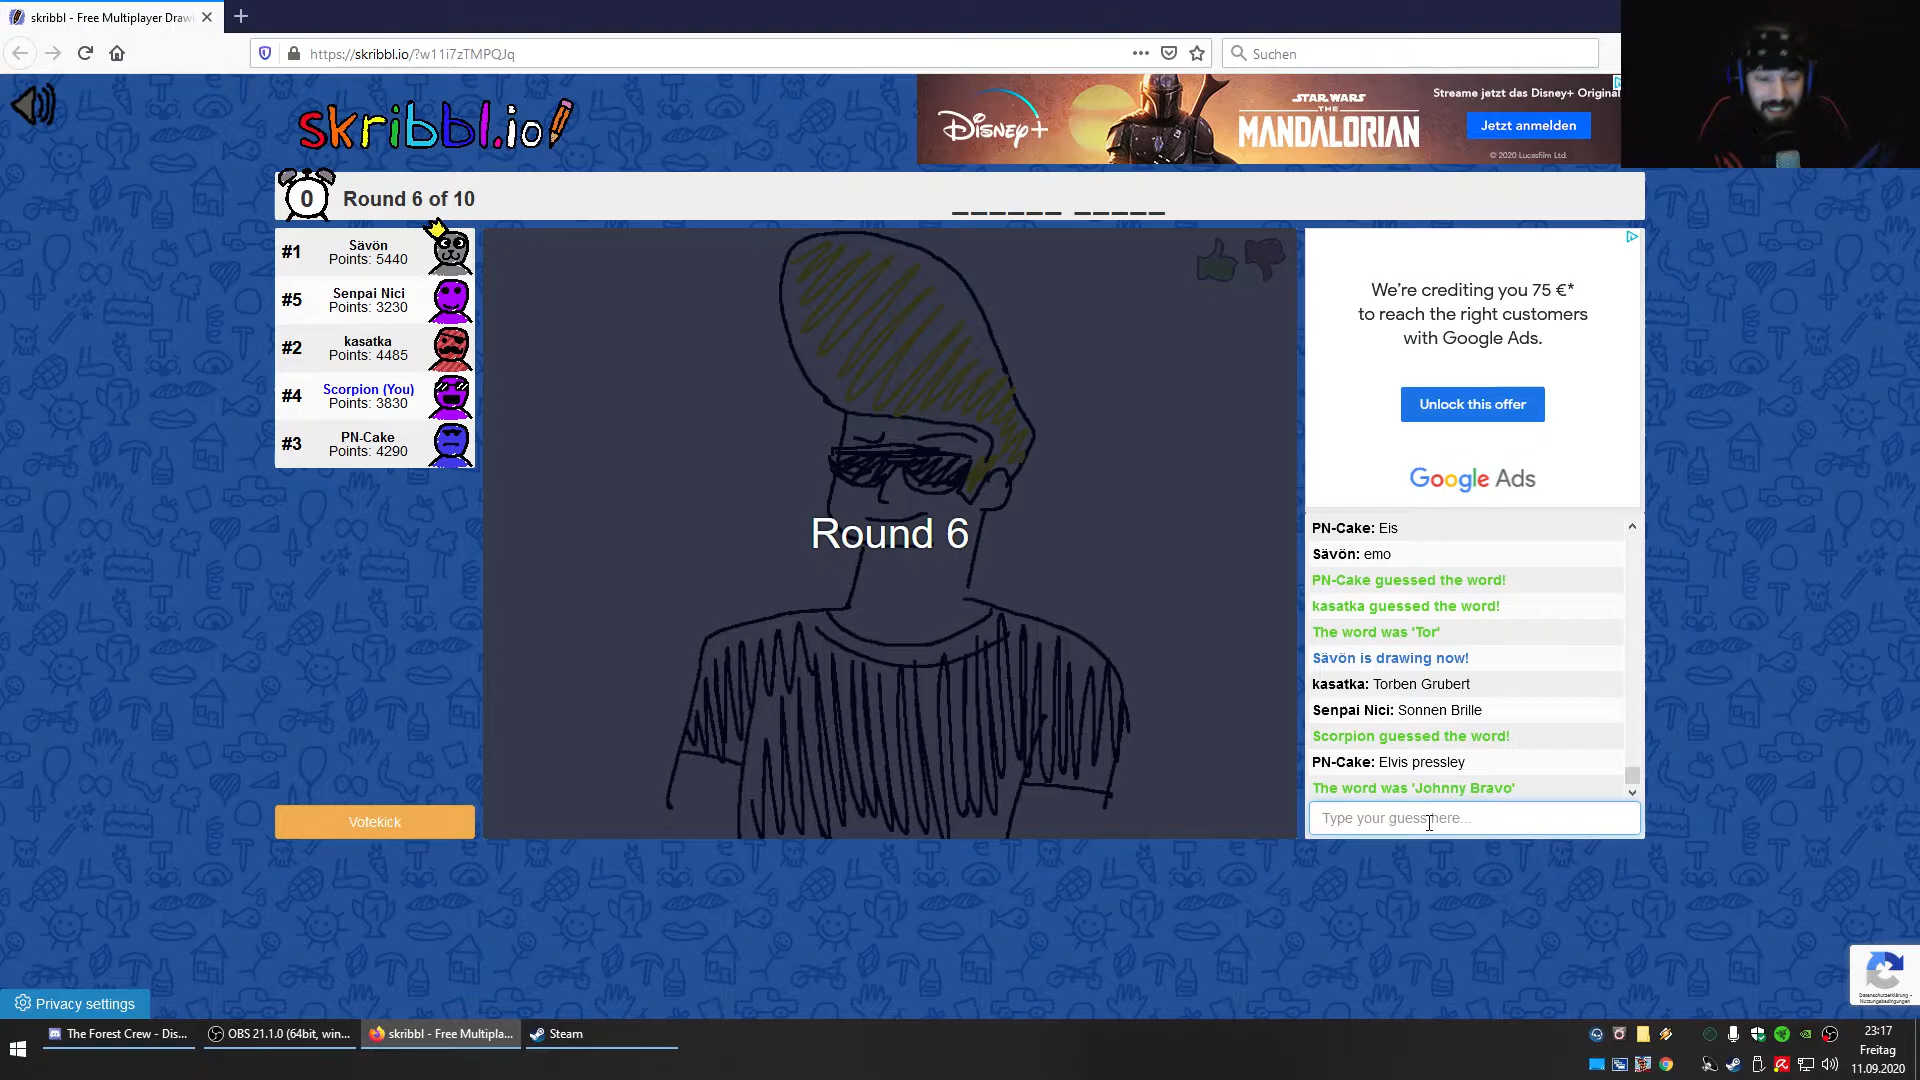 skribbl - Free Multiplayer Drawi
https://skribbl.io/?w11i7zTMPQJq
Suchen
skribbl.io
Disney+
STAR WARS
THE
MANDALORIAN
Streame jetzt das Disney+ Original
Jetzt anmelden
© 2020 Lucasfilm Ltd.
0
Round 6 of 10
______ _____
#1
Sävön
Points: 5440
#5
Senpai Nici
Points: 3230
#2
kasatka
Points: 4485
#4
Scorpion (You)
Points: 3830
#3
PN-Cake
Points: 4290
Votekick
Round 6
We're crediting you 75 €*
to reach the right customers
with Google Ads.
Unlock this offer
Google Ads
PN-Cake: Eis
Sävön: emo
PN-Cake guessed the word!
kasatka guessed the word!
The word was 'Tor'
Sävön is drawing now!
kasatka: Torben Grubert
Senpai Nici: Sonnen Brille
Scorpion guessed the word!
PN-Cake: Elvis pressley
The word was 'Johnny Bravo'
Type your guess here...
Datenschutzerklärung -
Nutzungsbedingungen
Privacy settings
The Forest Crew - Dis...
OBS 21.1.0 (64bit, win...
skribbl - Free Multipla...
Steam
23:17
Freitag
11.09.2020